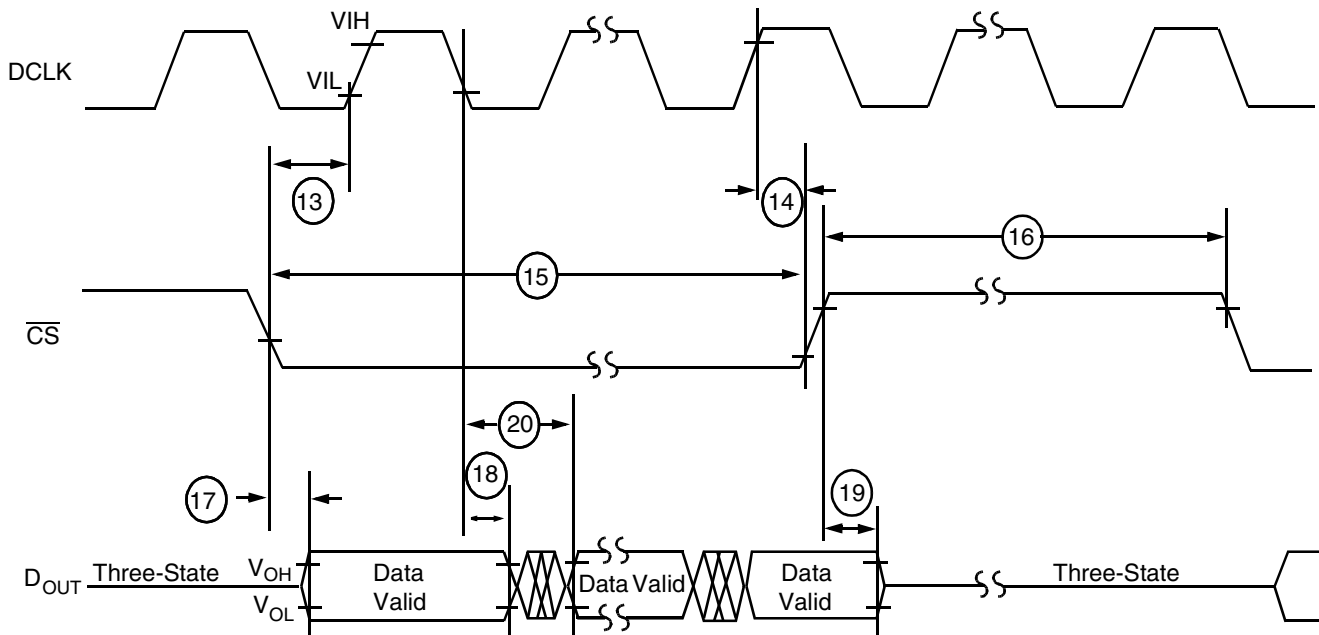 VIH
DCLK
VIL
13
14
16
15
CS
20
18
17
19
DOUT
Three-State
VOH
VOL
Data
Valid
Data Valid
Data
Valid
Three-State